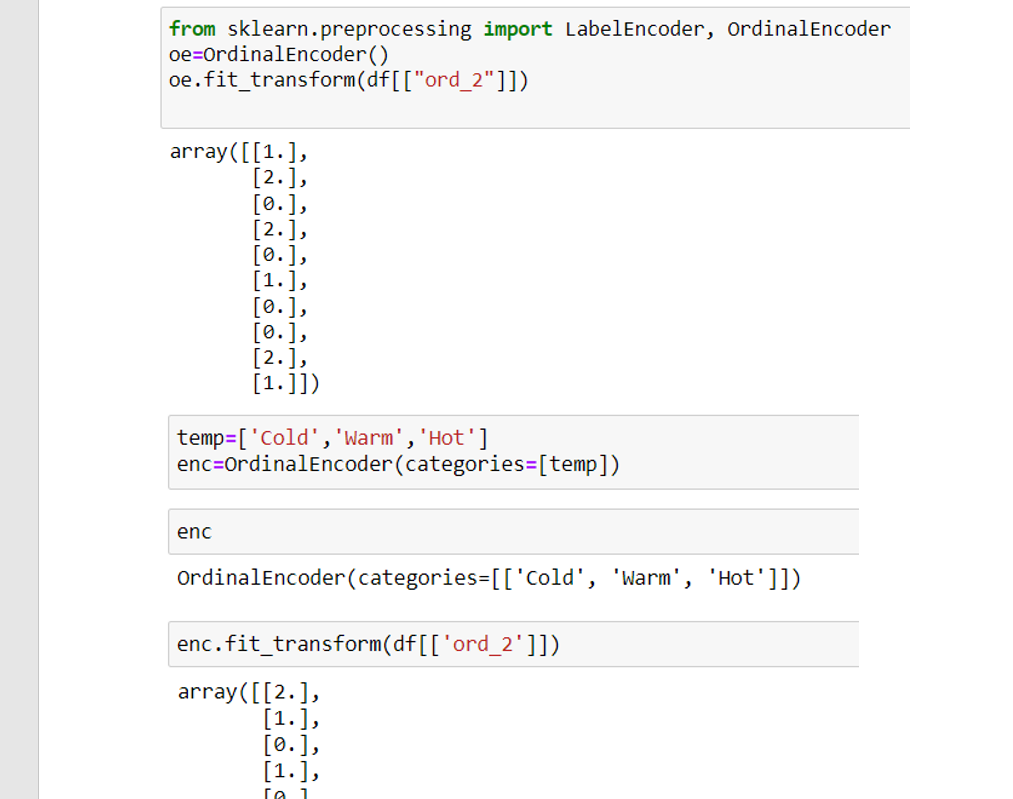 from sklearn.preprocessing import LabelEncoder, OrdinalEncoder
oe=OrdinalEncoder()
oe.fit_transform(df[["ord_2"]])
array([[1.],
[2.],
[0.],
[2.],
[0.],
[1.],
[0.],
[0.],
[2.],
[1.]])
temp=['Cold','Warm','Hot']
enc=OrdinalEncoder(categories=[temp])
enc
OrdinalEncoder(categories=[['Cold', 'Warm', 'Hot']])
enc.fit_transform(df[['ord_2']])
array([[2.],
[1.],
[0.],
[1.],